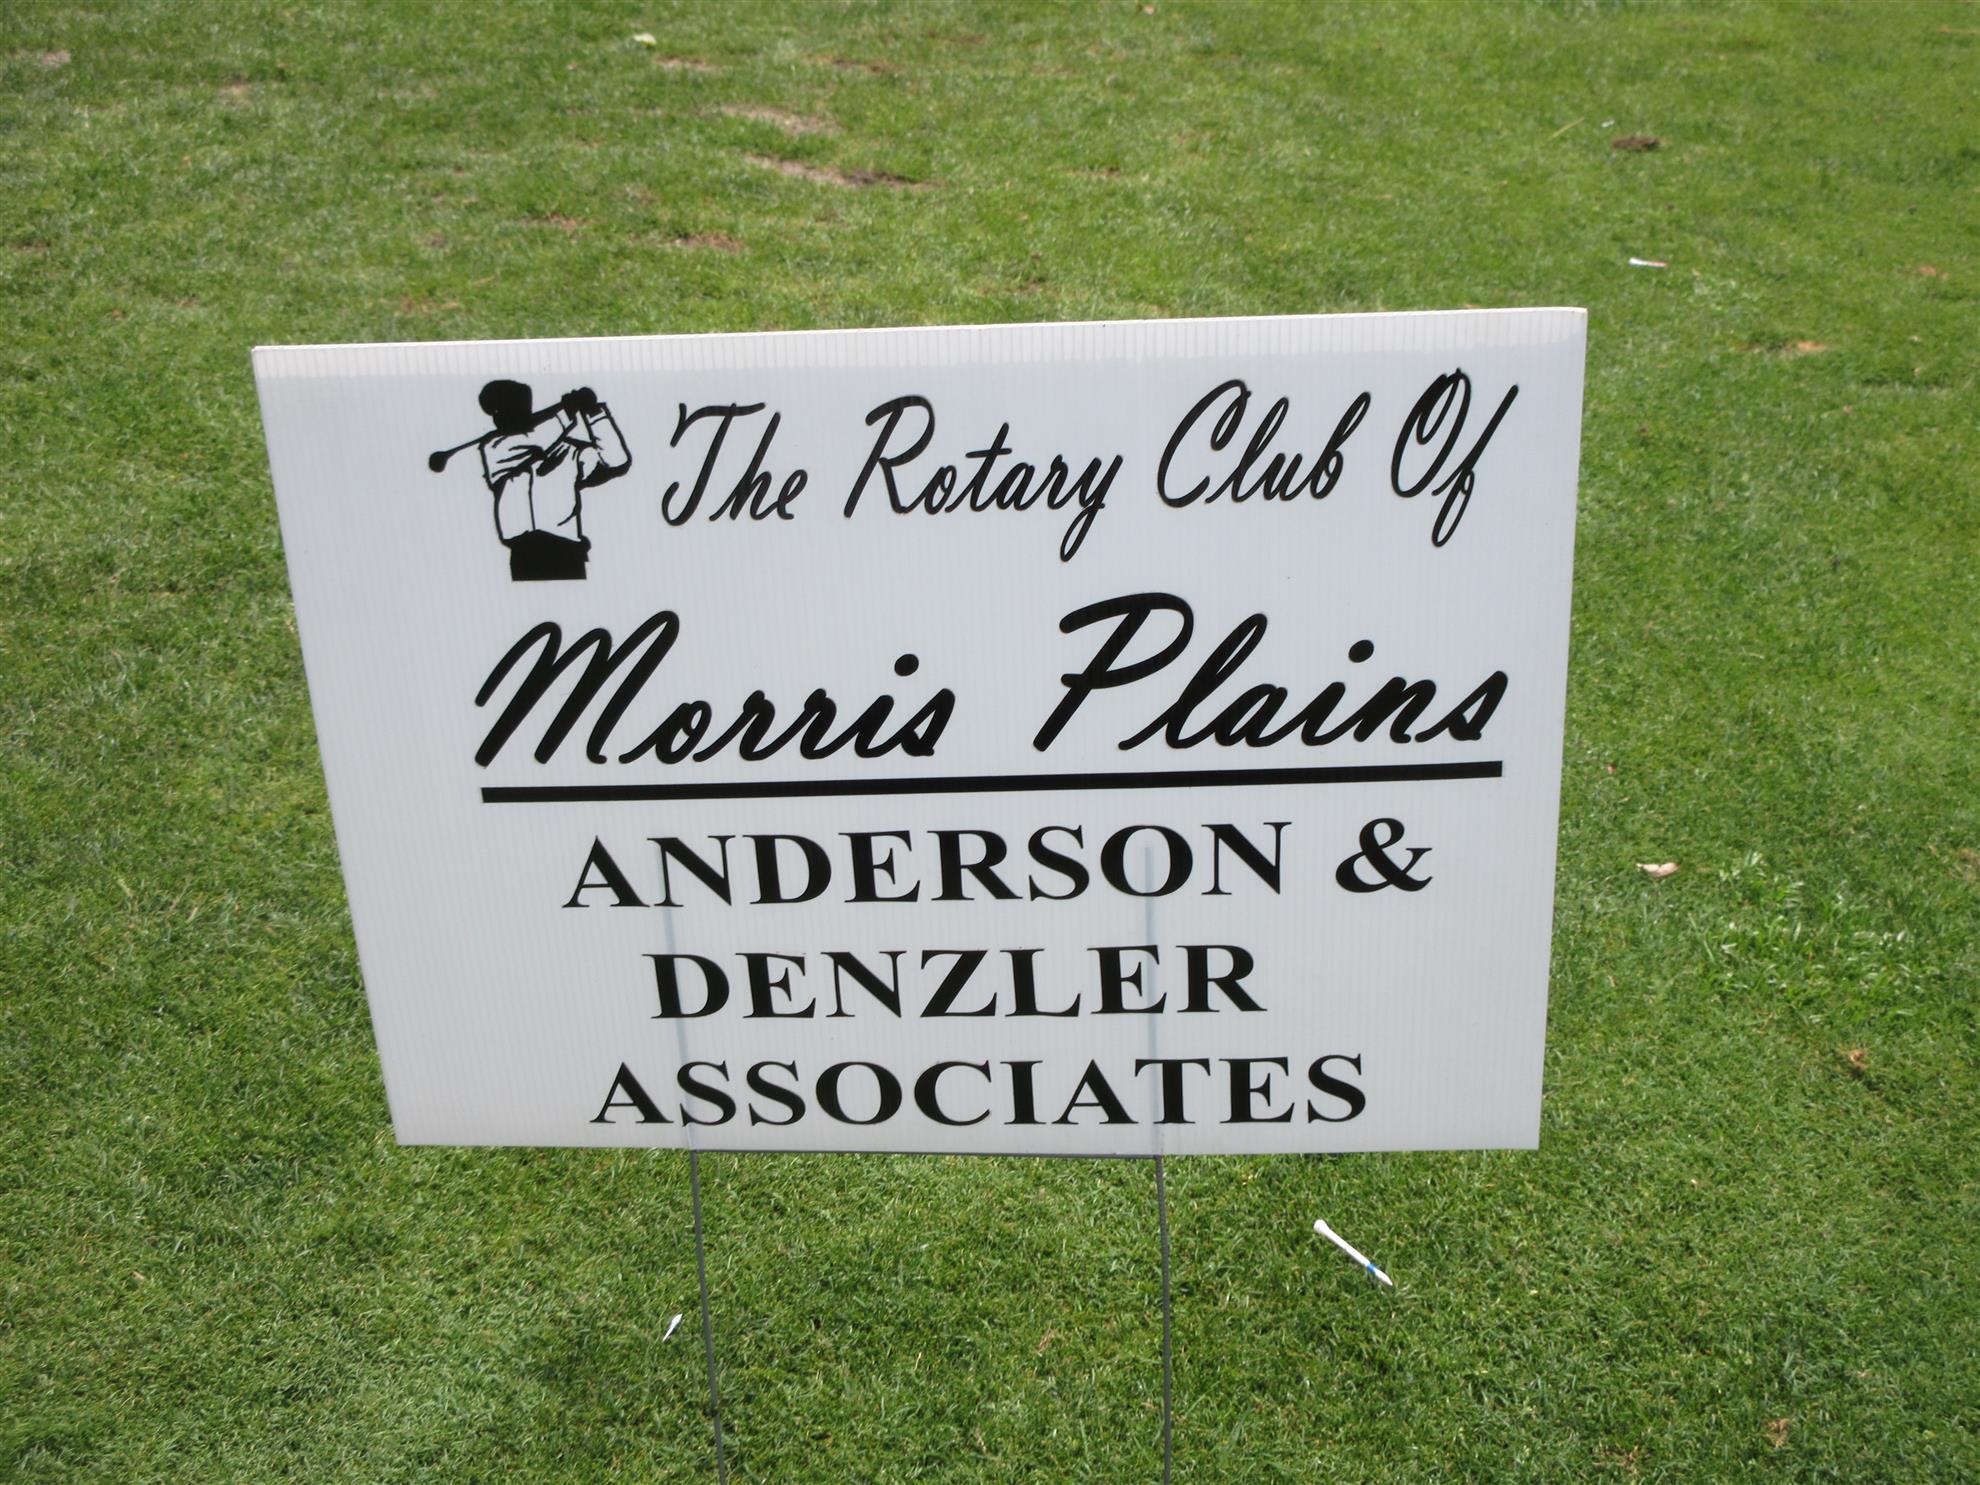 The Rotary Club Of
Morris Plains
ANDERSON &
DENZLER
ASSOCIATES